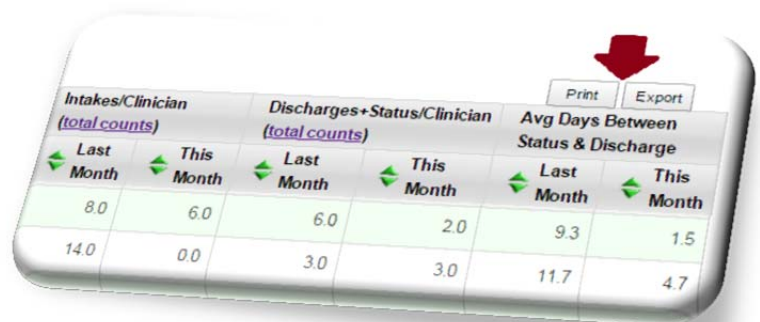 Print Export
Intakes/Clinician Discharges+Status/Clinician Avg Days Between
(total counts) (total counts) Status & Discharge
Last This Last This Last This
Month Month Month Month Month Month
8.0 6.0 6.0 2.0 9.3 1.5
14.0 0.0 3.0 3.0 11.7 4.7